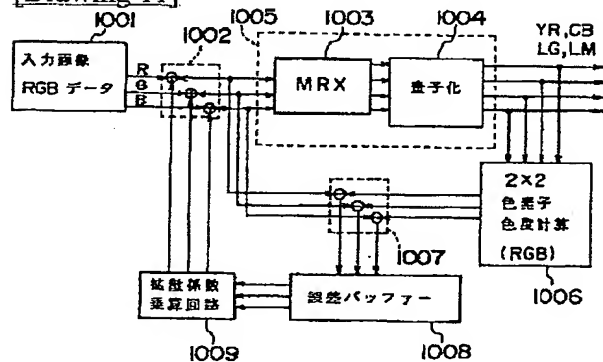 [Drawing 11]
1001
1002
1005
1003
1004
入力画像
RGB データ
R
G
B
MRX
量子化
YR,CB
LG,LM
2×2
色素子
色度計算
(RGB)
1006
1007
拡散係数
乗算回路
1009
誤差バッファー
1008